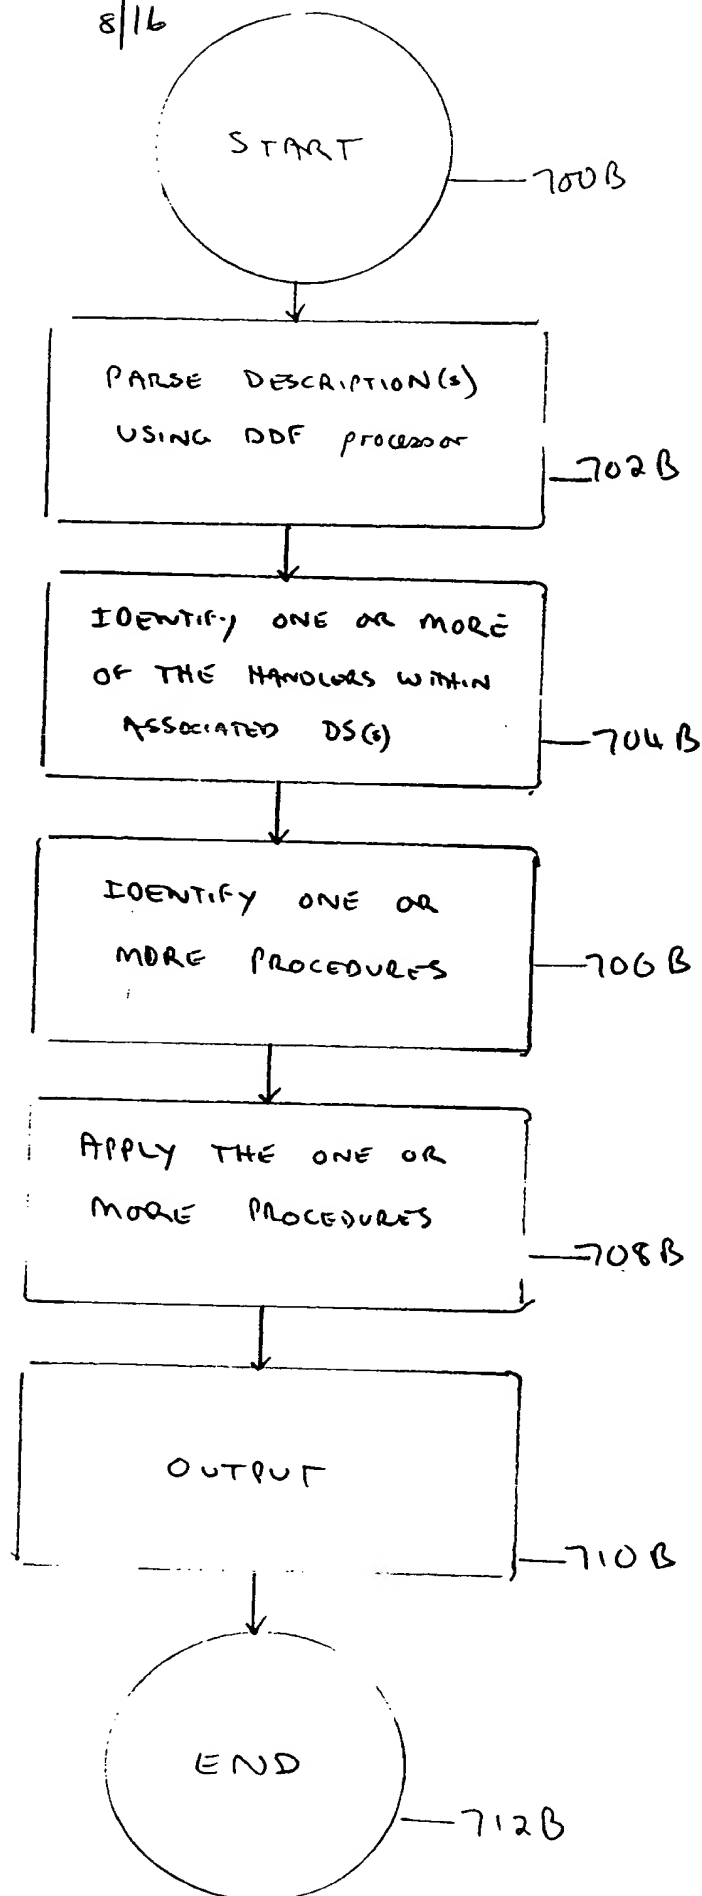 8/16
START
700B
PARSE DESCRIPTION(s)
USING DDF processor
702B
IDENTIFY ONE OR MORE
OF THE HANDLERS WITHIN
ASSOCIATED DS(s)
704B
IDENTIFY ONE OR
MORE PROCEDURES
706B
APPLY THE ONE OR
MORE PROCEDURES
708B
OUTPUT
710B
END
712B